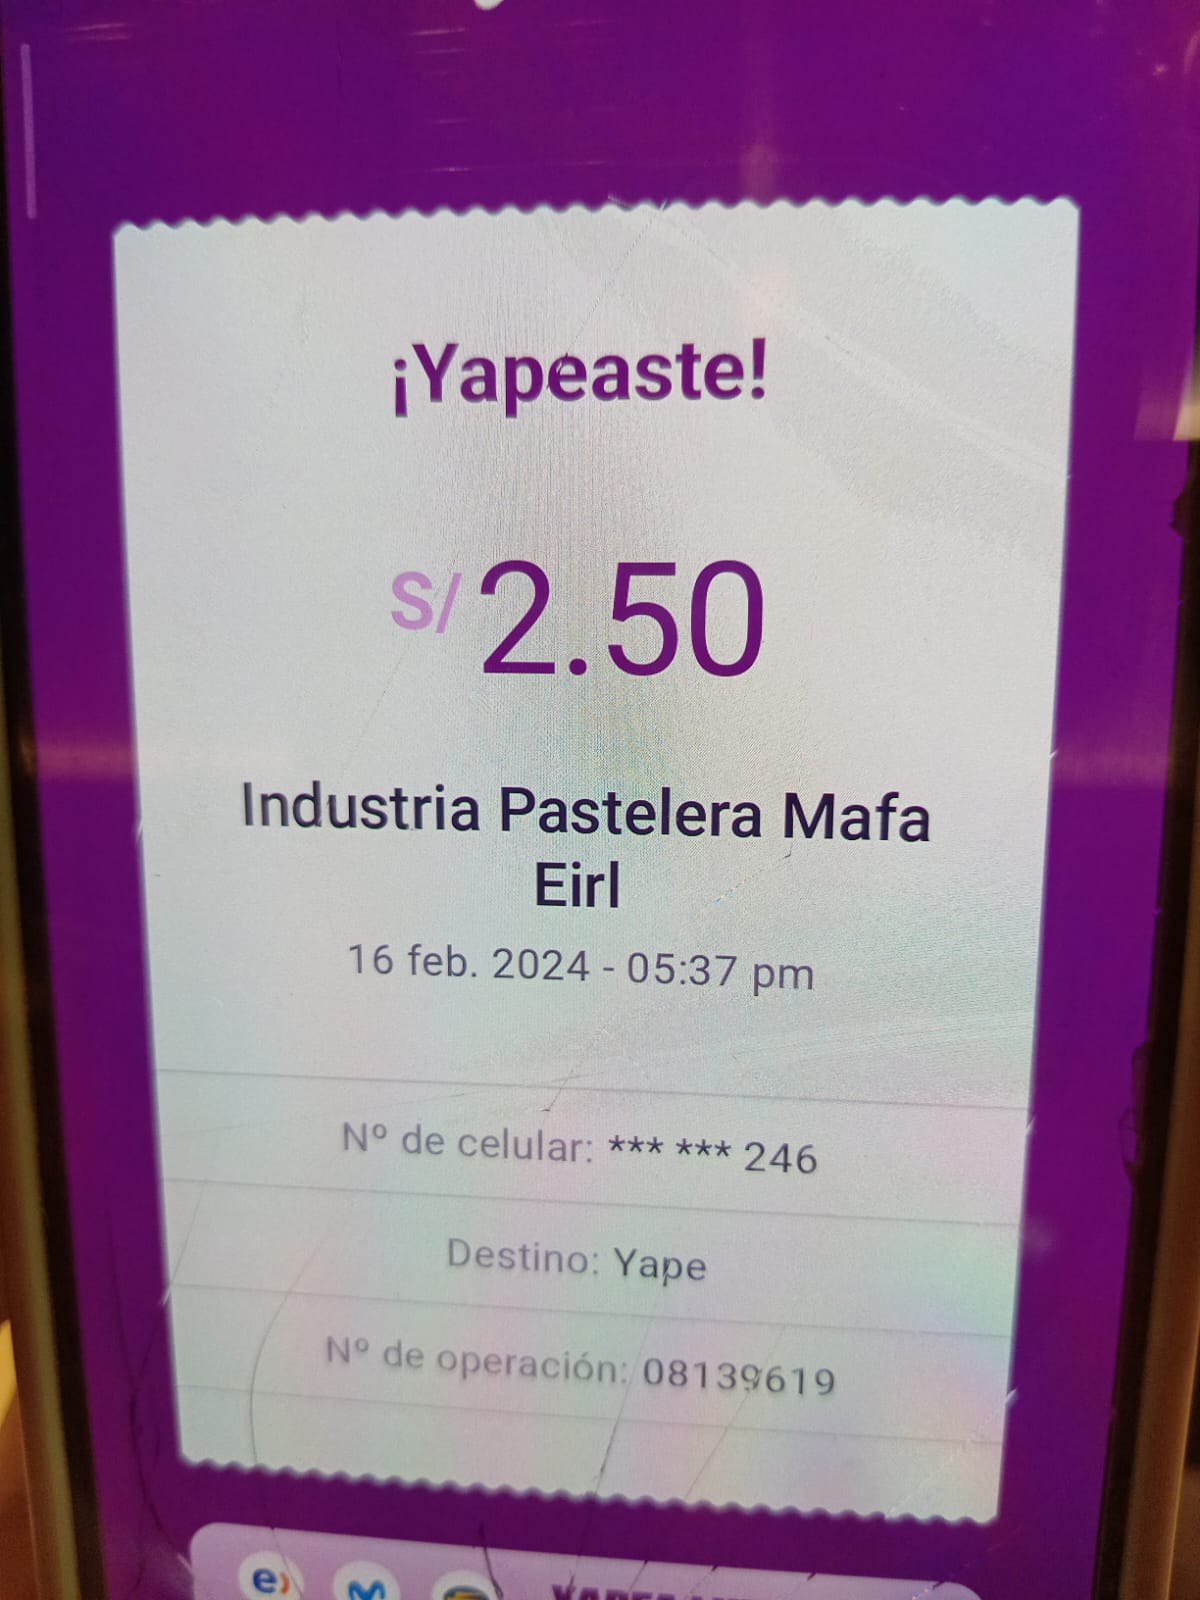 ¡Yapeaste!
S/ 2.50
Industria Pastelera Mafa
Eirl
16 feb. 2024 - 05:37 pm
Nº de celular: *** *** 246
Destino: Yape
Nº de operación: 08139619